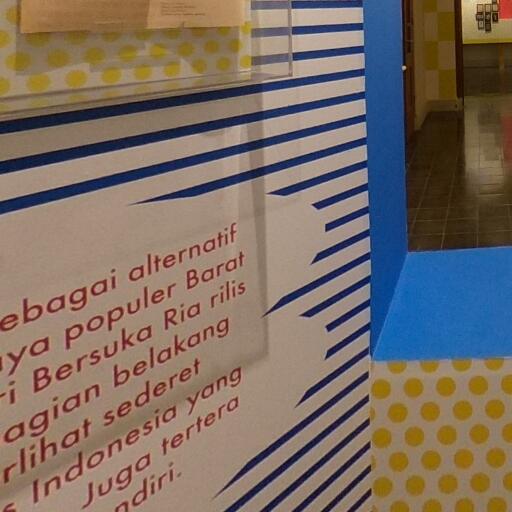 ebagai alternatif
aya populer Barat
ri Bersuka Ria rilis
agian belakang
rlihat sederet
s Indonesia yang
Juga tertera
ndiri.